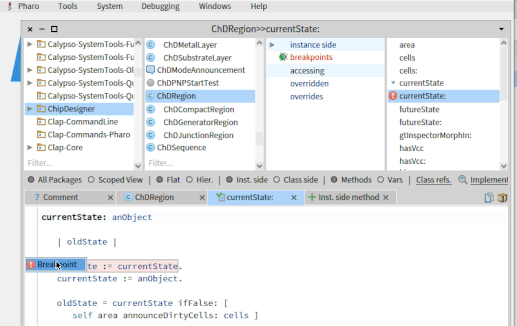 Pharo Tools System Debugging Windows Help
ChDRegion>>currentState:
Calypso-SystemTools-Fu
Calypso-SystemTools-Fu
Calypso-SystemTools-Ol
Calypso-SystemTools-Qu
Calypso-SystemTools-Qu
ChipDesigner
Clap-CommandLine
Clap-Commands-Pharo
Clap-Core
Filter...
ChDMetalLayer
ChDSubstrateLayer
ChDModeAnnouncement
ChDPNPStartTest
ChDRegion
ChDCompactRegion
ChDGeneratorRegion
ChDJunctionRegion
ChDSequence
Filter...
instance side
breakpoints
accessing
overridden
overrides
area
cells
cells:
currentState
currentState:
futureState
futureState:
gtInspectorMorphIn:
hasVcc
hasVcc:
All Packages Scoped View | Flat Hier. | Inst. side Class side | Methods Vars | Class refs. Implement
? Comment x ChDRegion x currentState: x + Inst. side method x
currentState: anObject
| oldState |
Breakpoint te := currentState.
currentState := anObject.
oldState = currentState ifFalse: [
self area announceDirtyCells: cells ]